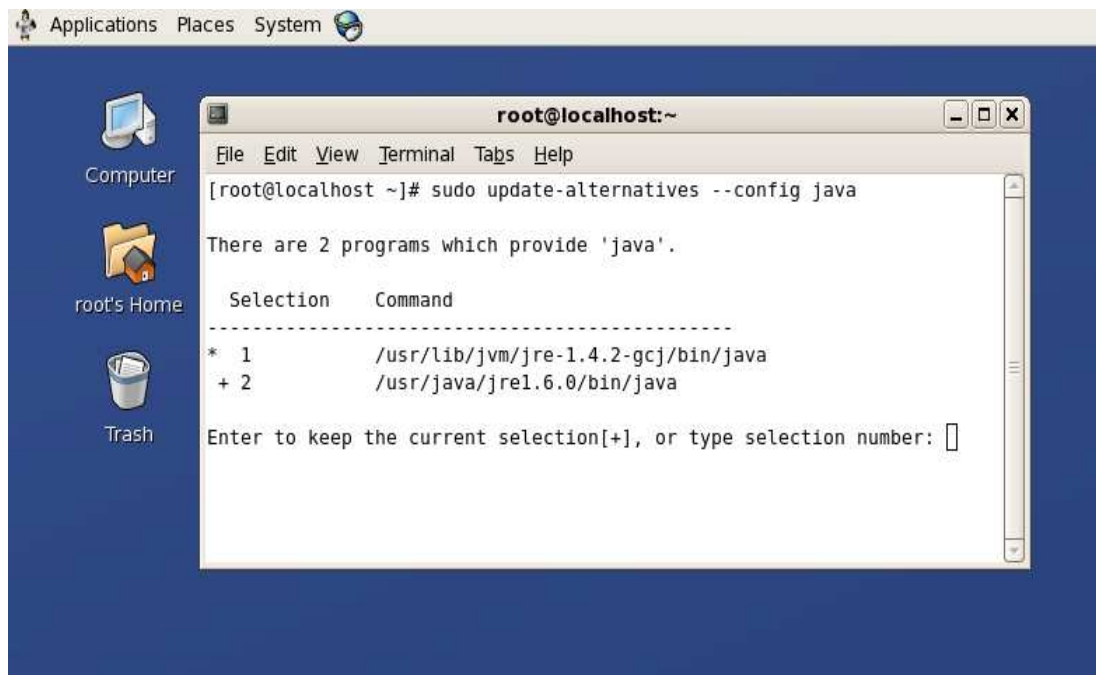 Applications Places System
Computer
root's Home
Trash
root@localhost:~
File Edit View Terminal Tabs Help
[root@localhost ~]# sudo update-alternatives --config java
There are 2 programs which provide 'java'.
Selection Command
-----------------------------------------------
* 1 /usr/lib/jvm/jre-1.4.2-gcj/bin/java
+ 2 /usr/java/jre1.6.0/bin/java
Enter to keep the current selection[+], or type selection number: